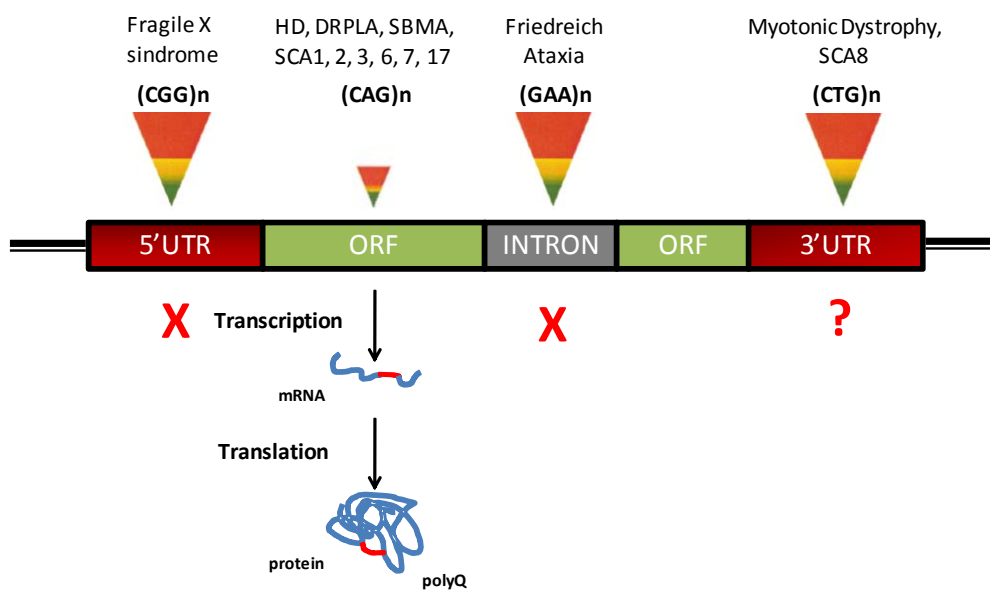 Fragile X
sindrome
(CGG)n
HD, DRPLA, SBMA,
SCA1, 2, 3, 6, 7, 17
(CAG)n
Friedreich
Ataxia
(GAA)n
Myotonic Dystrophy,
SCA8
(CTG)n
5’UTR
ORF
INTRON
ORF
3’UTR
X
Transcription
X
?
mRNA
Translation
protein
polyQ